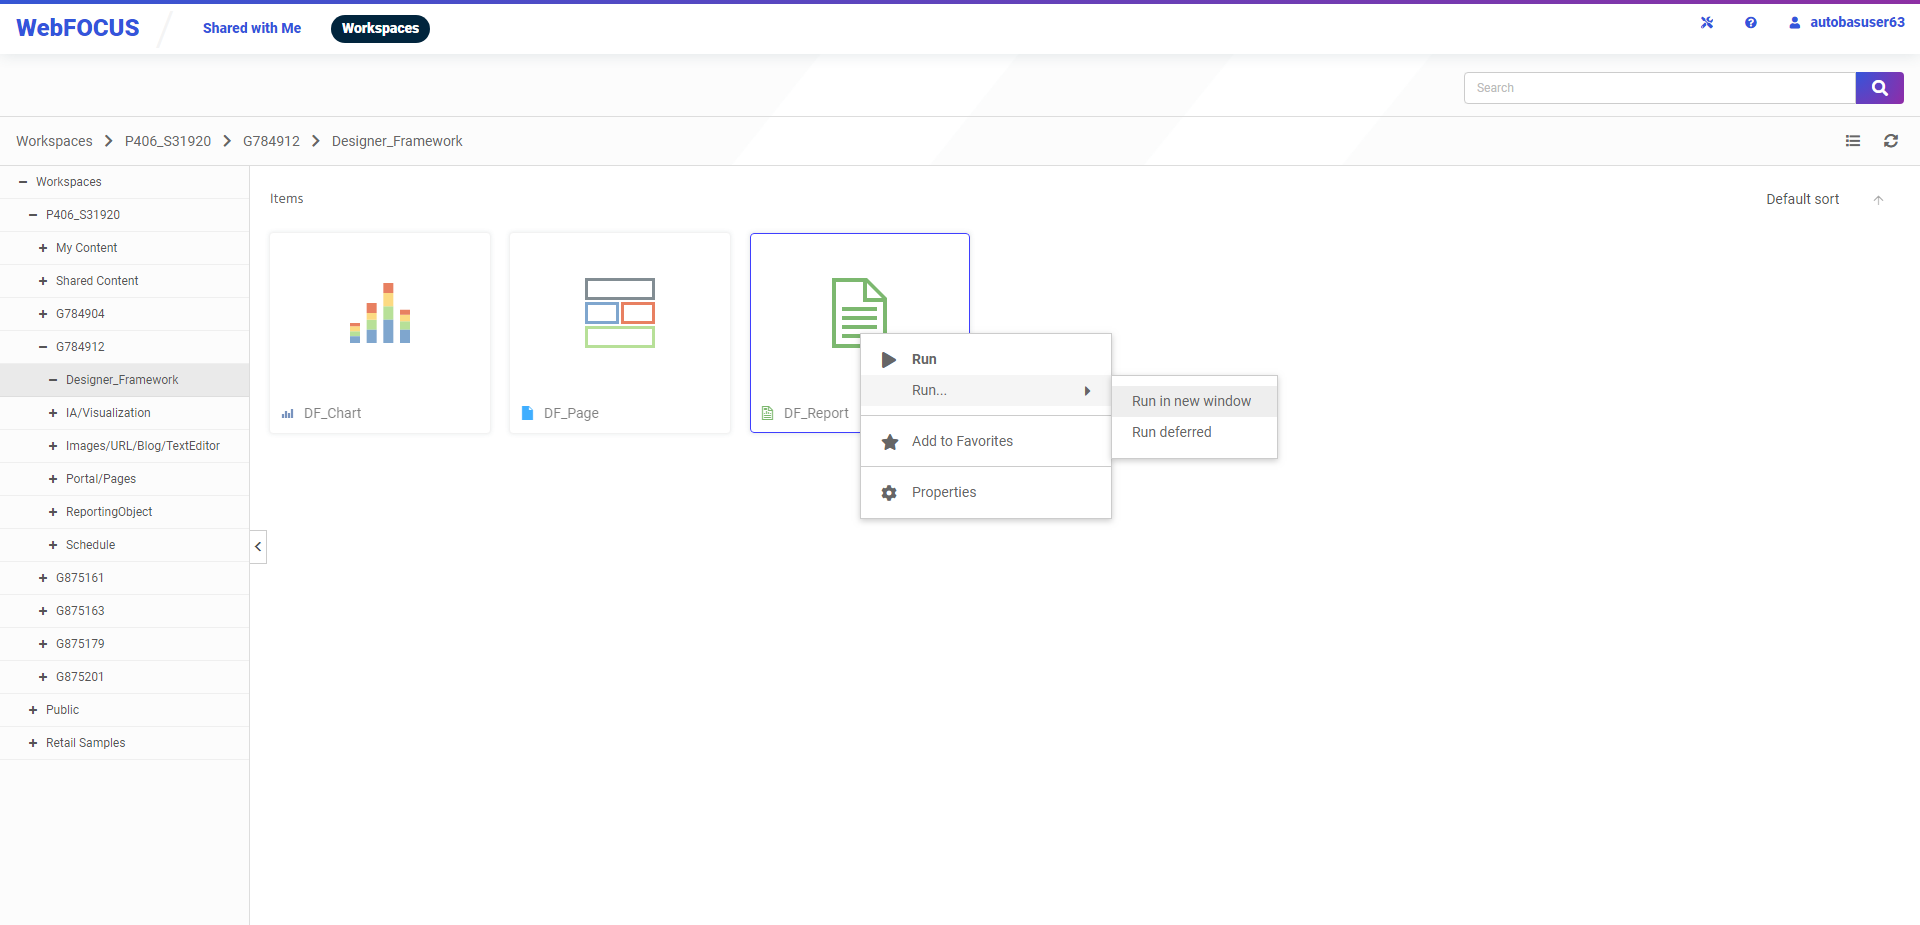 WebFOCUS
Shared with Me
Workspaces
autobasuser63
Search
Workspaces P406_S31920 G784912 Designer_Framework
Workspaces
P406_S31920
My Content
Shared Content
G784904
G784912
Designer_Framework
IA/Visualization
Images/URL/Blog/TextEditor
Portal/Pages
ReportingObject
Schedule
G875161
G875163
G875179
G875201
Public
Retail Samples
Items
Default sort
DF_Chart
DF_Page
DF_Report
Run
Run...
Add to Favorites
Properties
Run in new window
Run deferred